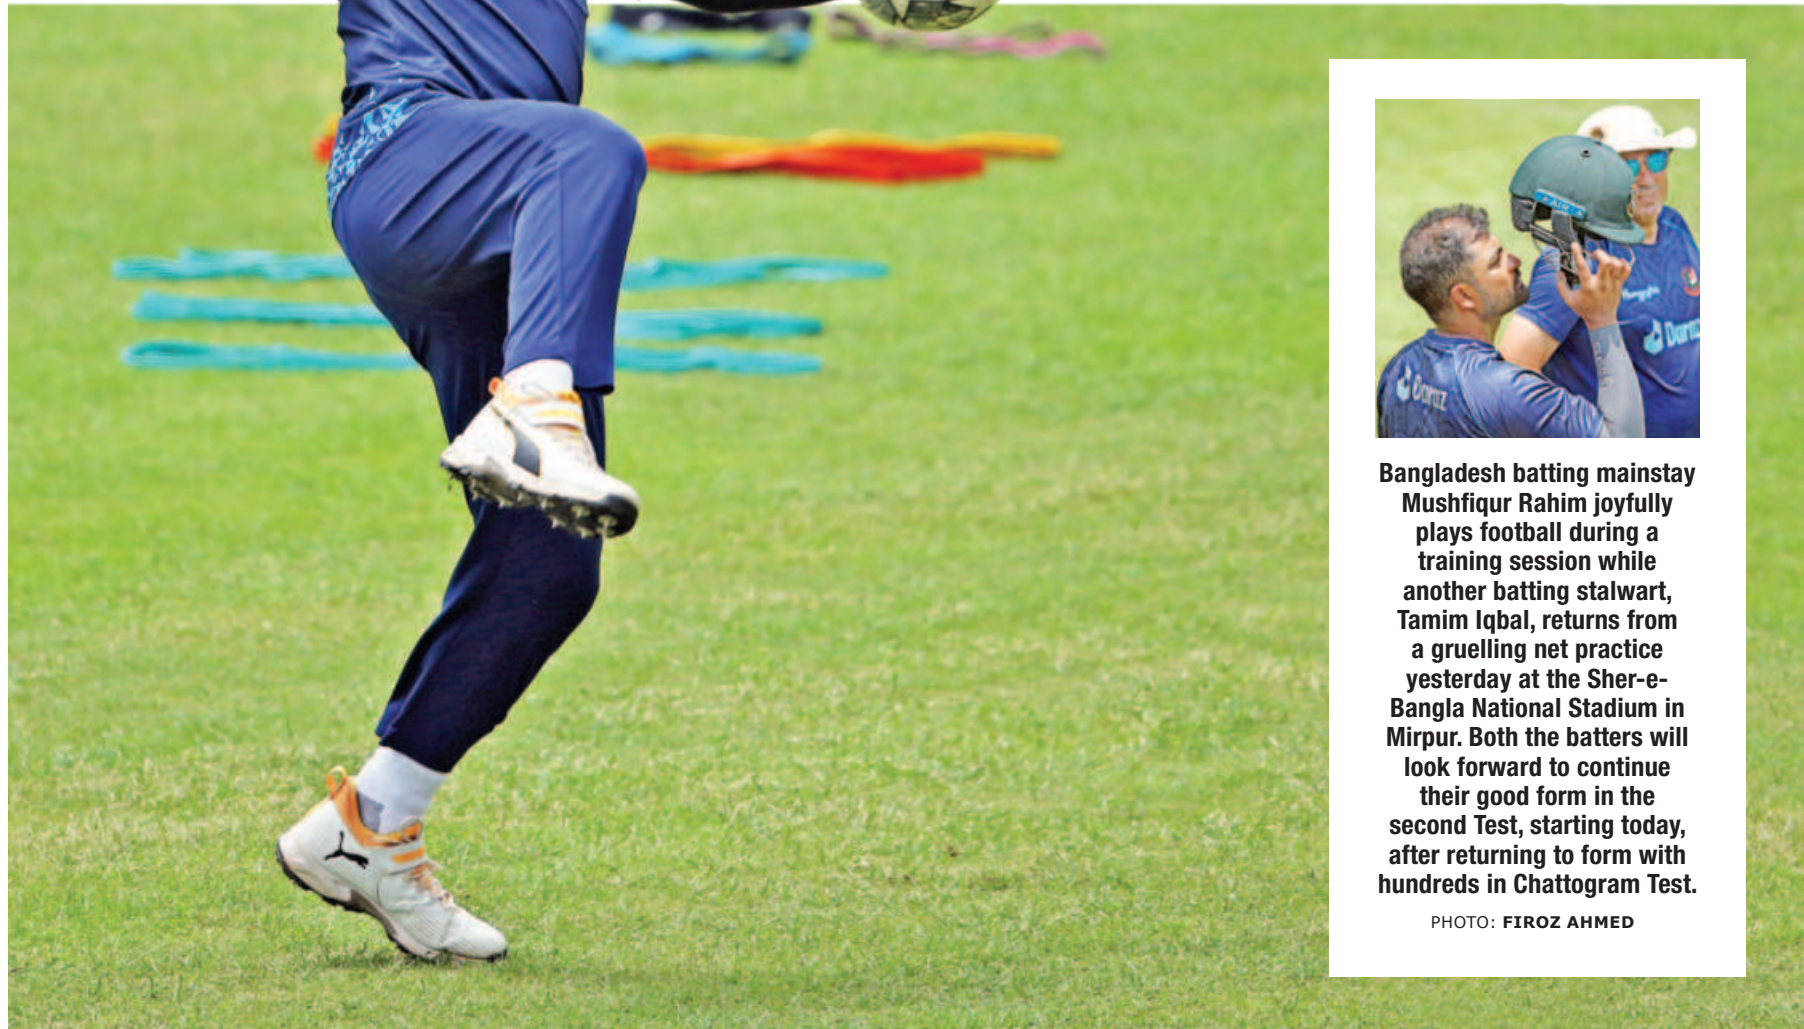 AIR
Daraz
Bangladesh batting mainstay
Mushfiqur Rahim joyfully
plays football during a
training session while
another batting stalwart,
Tamim Iqbal, returns from
a gruelling net practice
yesterday at the Sher-e-
Bangla National Stadium in
Mirpur. Both the batters will
look forward to continue
their good form in the
second Test, starting today,
after returning to form with
hundreds in Chattogram Test.
PHOTO: FIROZ AHMED